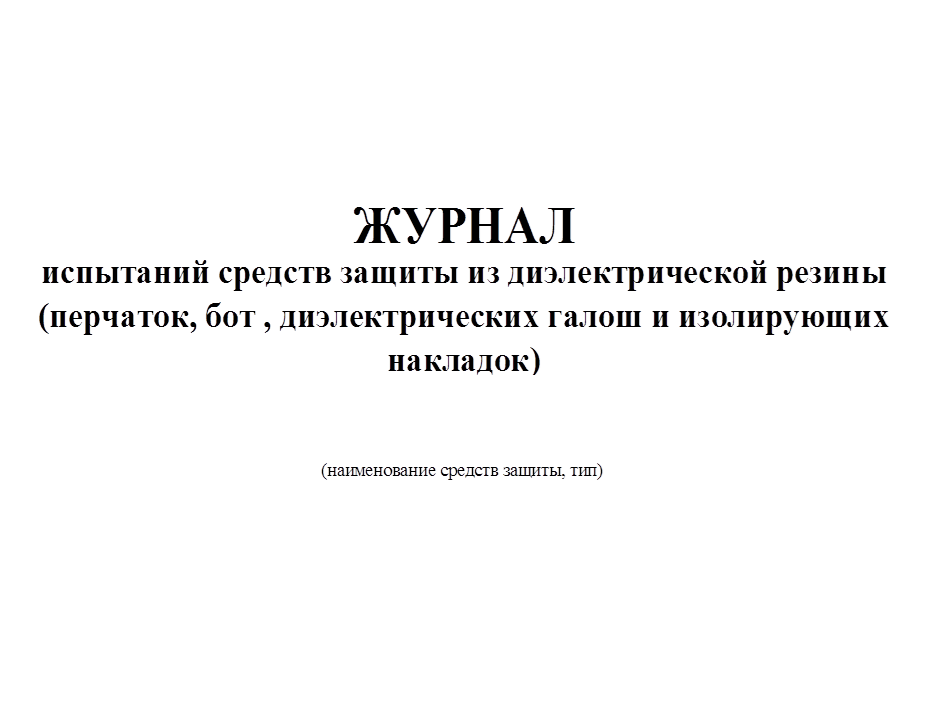 ЖУРНАЛ
испытаний средств защиты из диэлектрической резины
(перчаток, бот , диэлектрических галош и изолирующих
накладок)
(наименование средств защиты, тип)